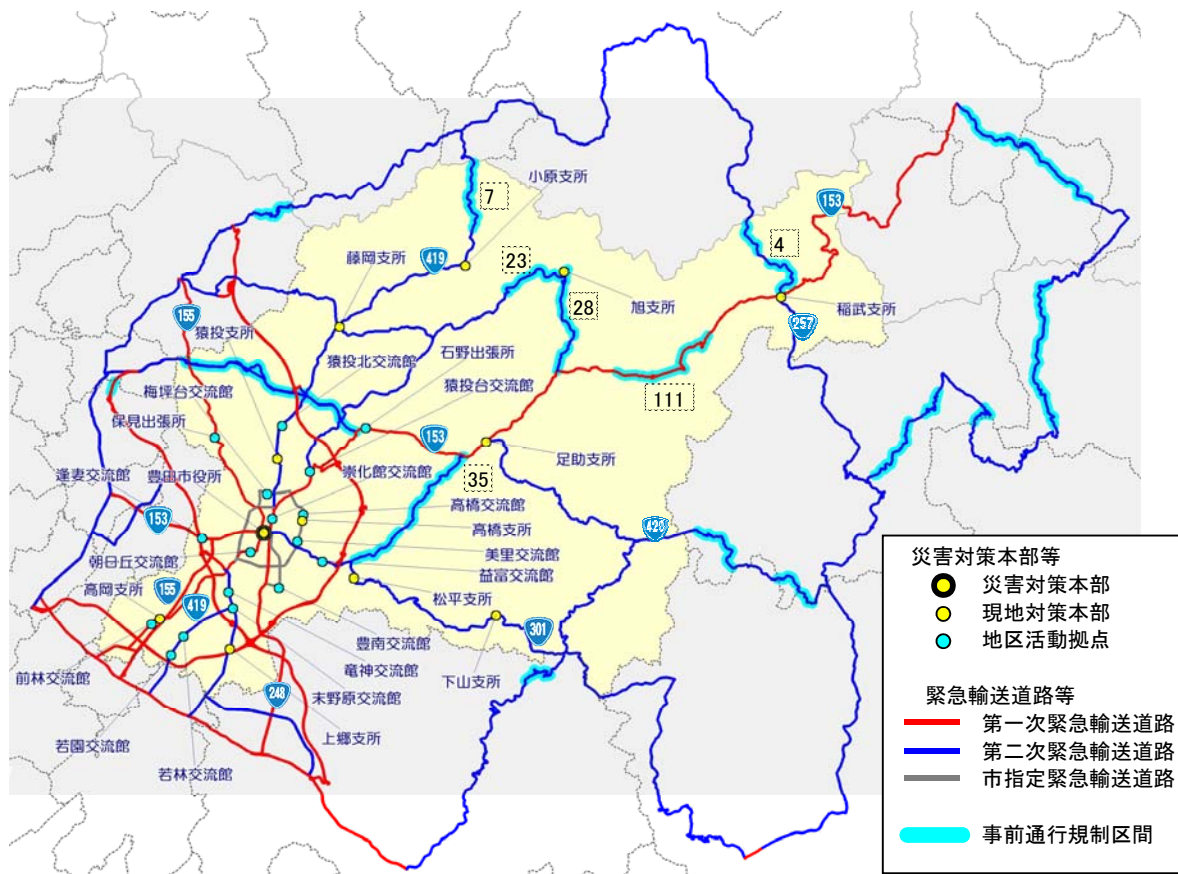 小原支所
7
153
藤岡支所
419
23
4
28
旭支所
稲武支所
155
猿投支所
石野出張所
257
猿投北交流館
猿投台交流館
梅坪台交流館
111
保見出張所
153
足助支所
崇化館交流館
35
逢妻交流館
豊田市役所
高橋交流館
153
高橋支所
420
朝日丘交流館
美里交流館
益富交流館
高岡支所
155
松平支所
419
豊南交流館
301
竜神交流館
前林交流館
下山支所
末野原交流館
248
上郷支所
若園交流館
若林交流館
災害対策本部等
災害対策本部
現地対策本部
地区活動拠点
緊急輸送道路等
第一次緊急輸送道路
第二次緊急輸送道路
市指定緊急輸送道路
事前通行規制区間